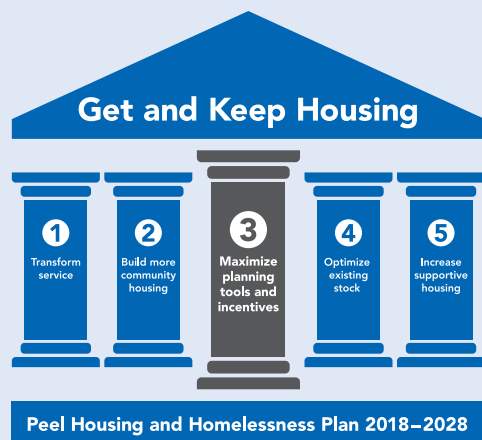 Get and Keep Housing
1
Transform
service
2
Build more
community
housing
3
Maximize
planning
tools and
incentives
4
Optimize
existing
stock
5
Increase
supportive
housing
Peel Housing and Homelessness Plan 2018–2028